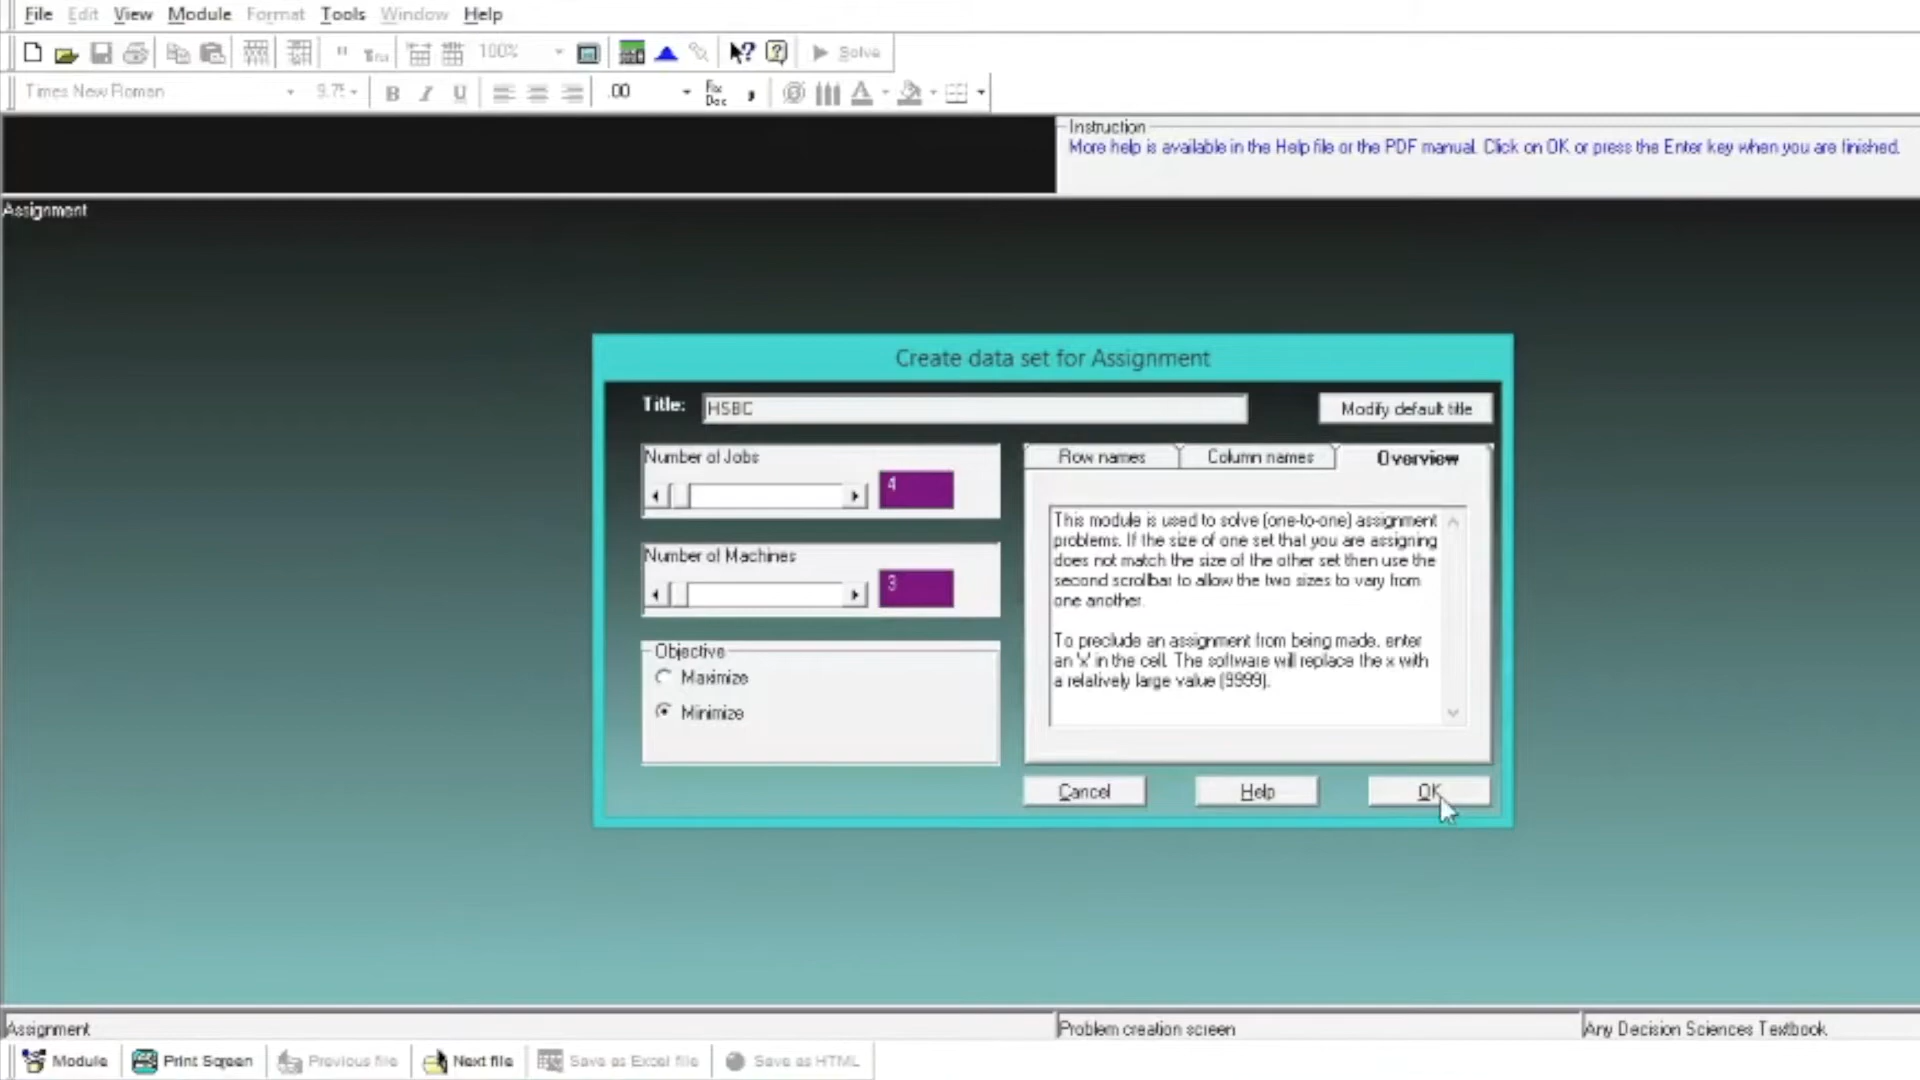 File Edit View Module Format Tools Window Help
100% Solve
Times New Roman 9.75 B I U .00 Fix Dec ,
Instruction
More help is available in the Help file or the PDF manual. Click on OK or press the Enter key when you are finished.
Assignment
Create data set for Assignment
Title: HSBC Modify default title
Number of Jobs
4
Number of Machines
3
Objective
Maximize
Minimize
Row names Column names Overview
This module is used to solve (one-to-one) assignment
problems. If the size of one set that you are assigning
does not match the size of the other set then use the
second scrollbar to allow the two sizes to vary from
one another.
To preclude an assignment from being made, enter
an 'x' in the cell. The software will replace the x with
a relatively large value (9999).
Cancel Help OK
Assignment Problem creation screen Any Decision Sciences Textbook
Module Print Screen Previous file Next file Save as Excel file Save as HTML